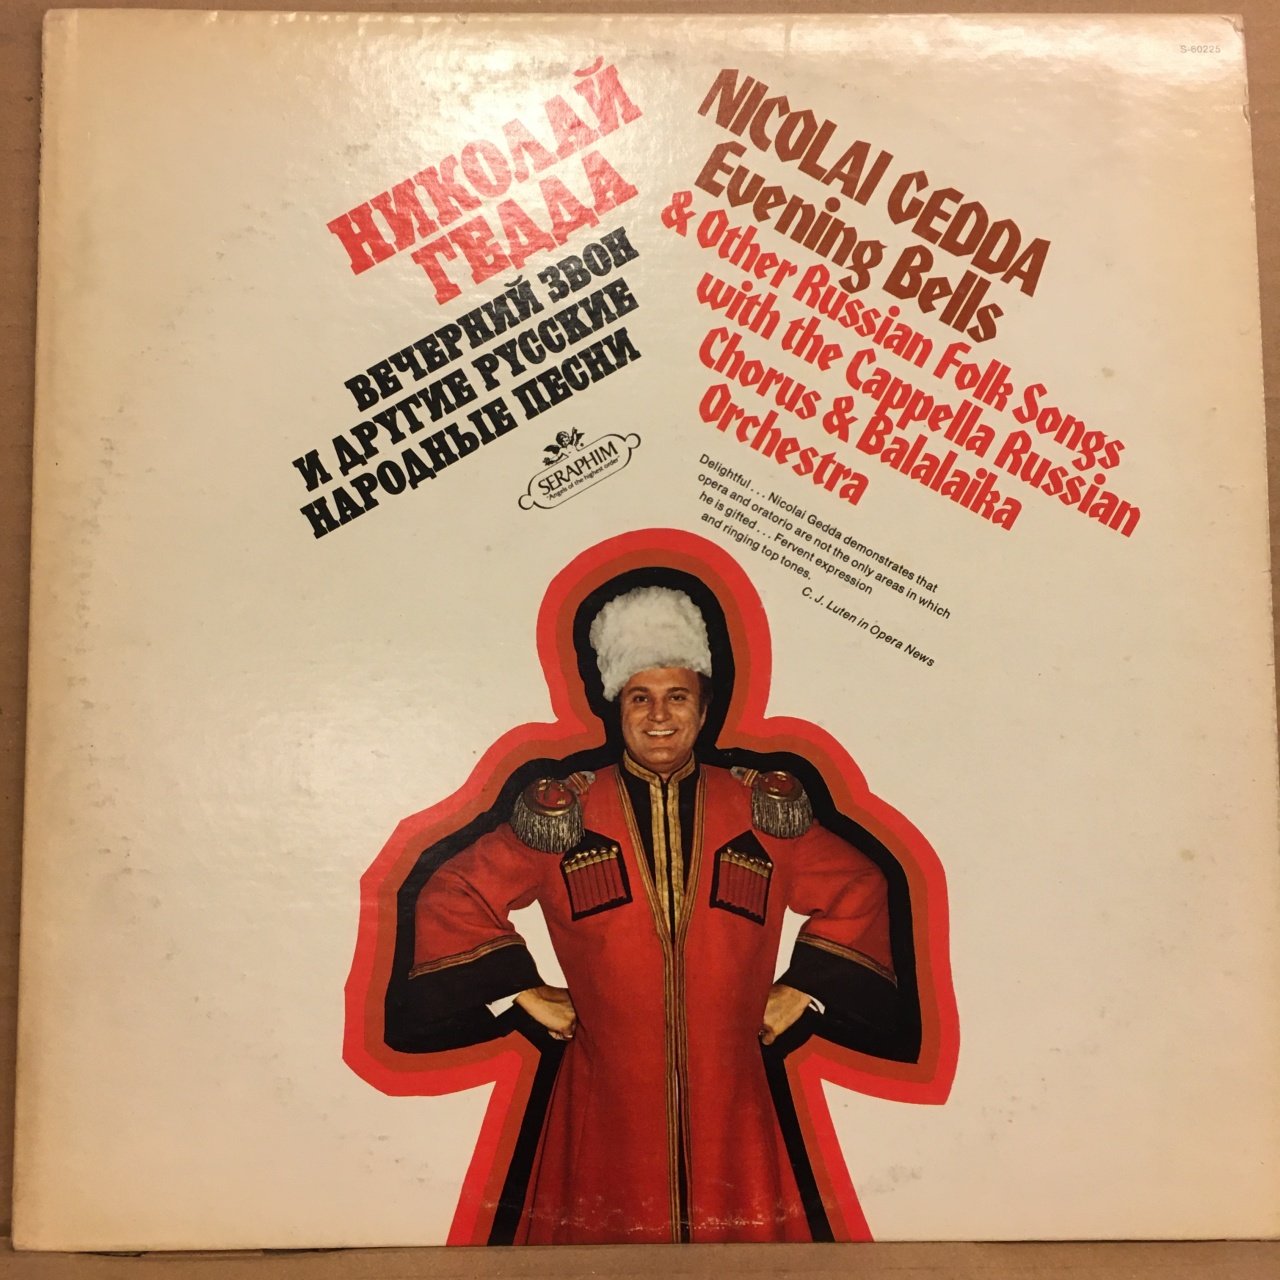 S-60225
НИКОЛАЙ
ГЕДДА
ВЕЧЕРНИЙ ЗВОН
И ДРУГИЕ РУССКИЕ
НАРОДНЫЕ ПЕСНИ
SERAPHIM
"Angels of the highest order"
NICOLAI GEDDA
Evening Bells
& Other Russian Folk Songs
with the Cappella Russian
Chorus & Balalaika
Orchestra
Delightful . . . Nicolai Gedda demonstrates that
opera and oratorio are not the only areas in which
he is gifted . . . Fervent expression
and ringing top tones.
C. J. Luten in Opera News